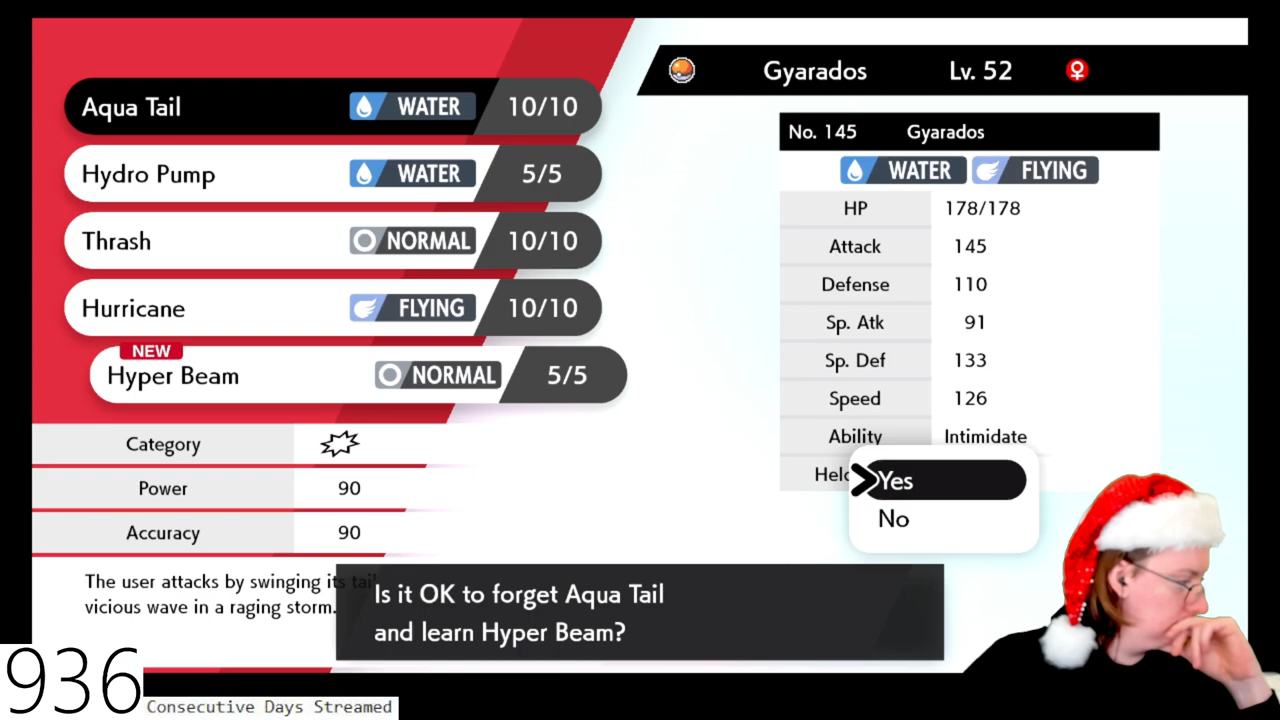 Aqua Tail WATER 10/10
Hydro Pump WATER 5/5
Thrash NORMAL 10/10
Hurricane FLYING 10/10
NEW
Hyper Beam NORMAL 5/5
Category
Power 90
Accuracy 90
The user attacks by swinging its tail
vicious wave in a raging storm.
Gyarados Lv. 52 ♀
No. 145 Gyarados
WATER FLYING
HP 178/178
Attack 145
Defense 110
Sp. Atk 91
Sp. Def 133
Speed 126
Ability Intimidate
Yes
No
Is it OK to forget Aqua Tail
and learn Hyper Beam?
936
Consecutive Days Streamed